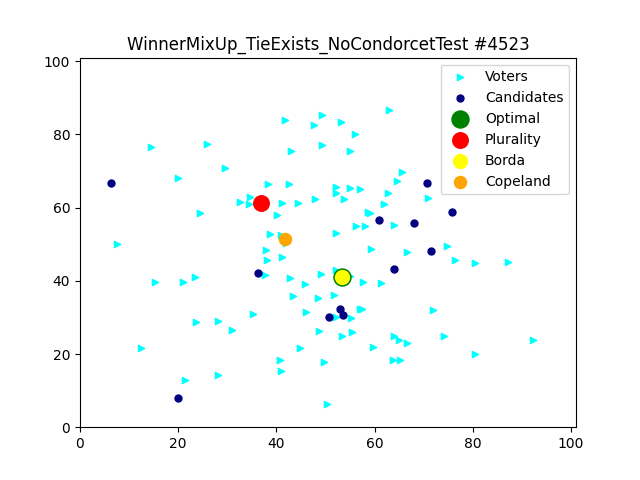 WinnerMixUp_TieExists_NoCondorcetTest #4523
Voters
Candidates
Optimal
Plurality
Borda
Copeland
100
80
60
40
20
0
0 20 40 60 80 100